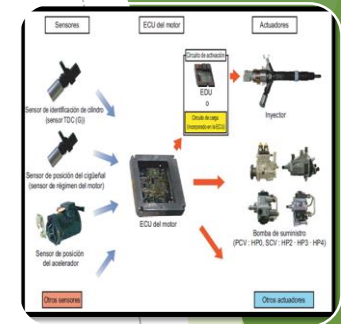 Sensores
ECU del motor
Actuadores
Circuito de activación
EDU
o
Circuito de carga
(incorporado en la ECU)
Inyector
Sensor de identificación de cilindro
(sensor TDC (G))
Sensor de posición del cigüeñal
(sensor de régimen del motor)
ECU del motor
Bomba de suministro
(PCV : HP0, SCV : HP2 · HP3 · HP4)
Sensor de posición
del acelerador
Otros sensores
Otros actuadores